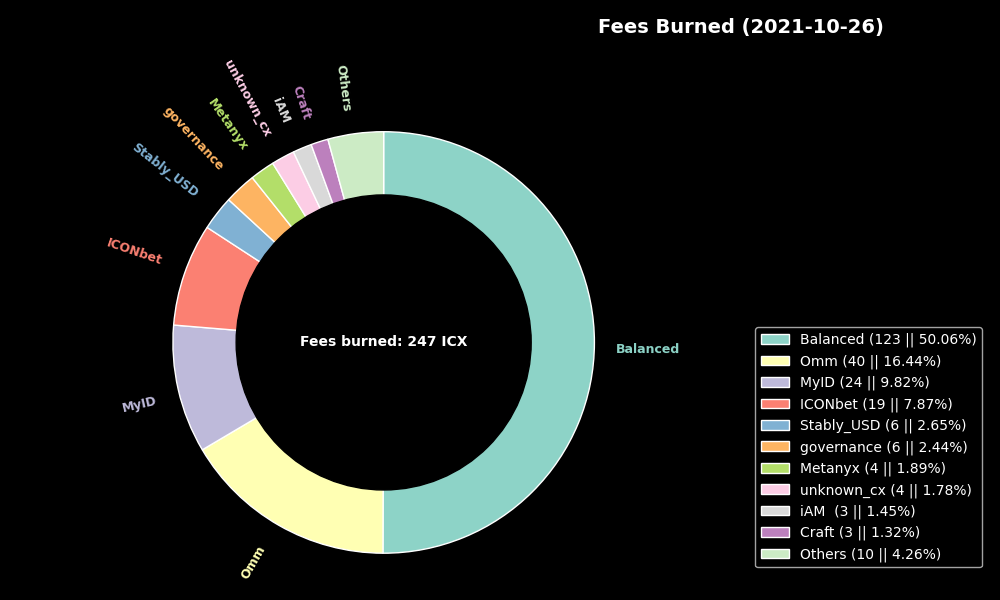 Fees Burned (2021-10-26)
Others
Craft
iAM
unknown_cx
Metanyx
governance
Stably_USD
ICONbet
MyID
Omm
Balanced
Fees burned: 247 ICX
Balanced (123 || 50.06%)
Omm (40 || 16.44%)
MyID (24 || 9.82%)
ICONbet (19 || 7.87%)
Stably_USD (6 || 2.65%)
governance (6 || 2.44%)
Metanyx (4 || 1.89%)
unknown_cx (4 || 1.78%)
iAM  (3 || 1.45%)
Craft (3 || 1.32%)
Others (10 || 4.26%)